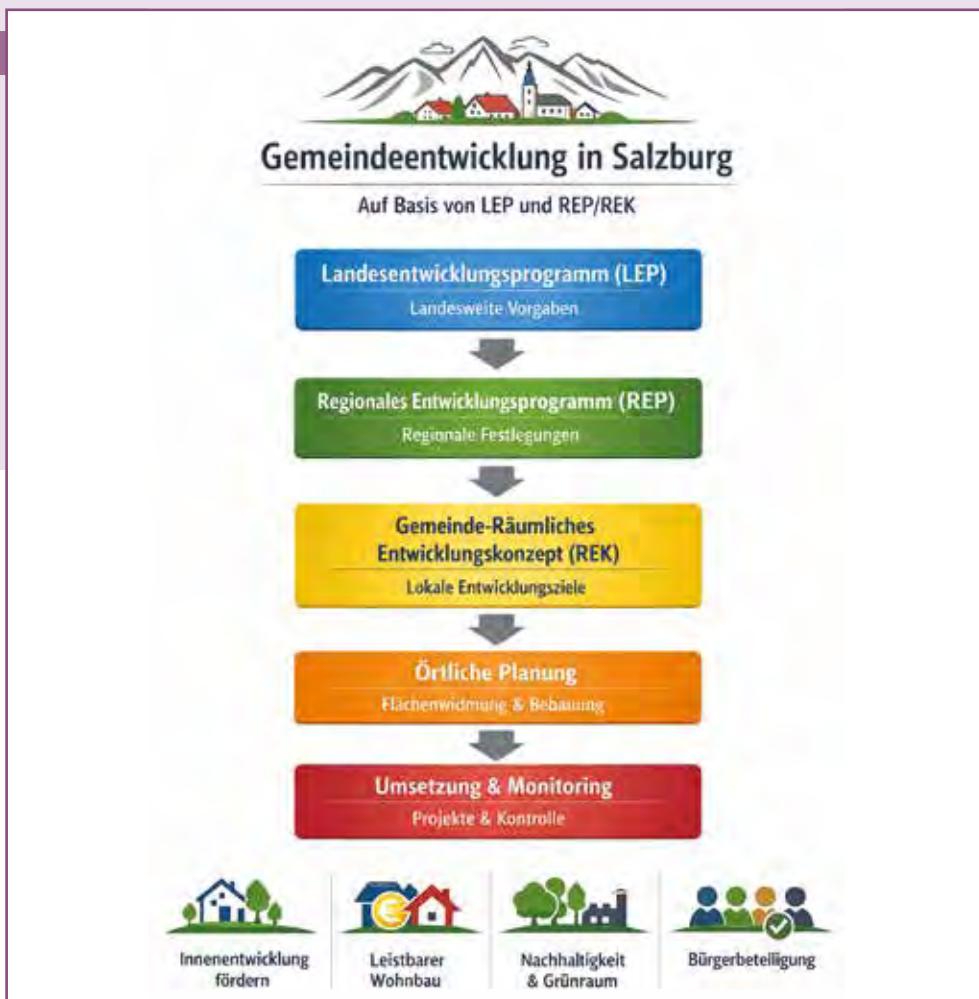 Gemeindeentwicklung in Salzburg
Auf Basis von LEP und REP/REK
Landesentwicklungsprogramm (LEP)
Landesweite Vorgaben
Regionales Entwicklungsprogramm (REP)
Regionale Festlegungen
Gemeinde-Räumliches
Entwicklungskonzept (REK)
Lokale Entwicklungsziele
Örtliche Planung
Flächenwidmung & Bebauung
Umsetzung & Monitoring
Projekte & Kontrolle
Innenentwicklung
fördern
Leistbarer
Wohnbau
Nachhaltigkeit
& Grünraum
Bürgerbeteiligung